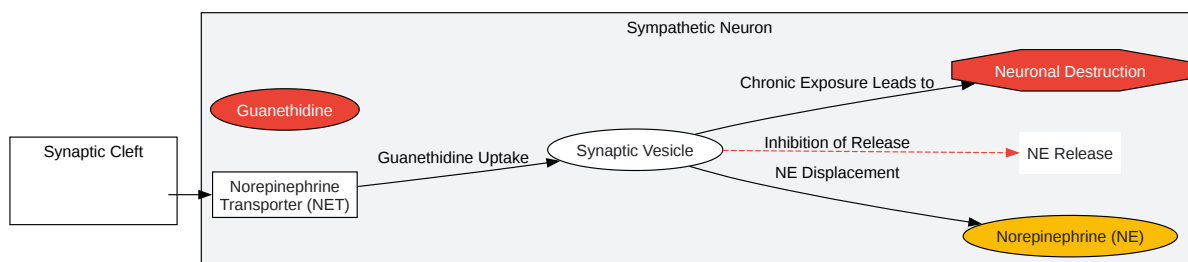 Sympathetic Neuron
Synaptic Cleft
Guanethidine
Norepinephrine
Transporter (NET)
Guanethidine Uptake
Synaptic Vesicle
Chronic Exposure Leads to
Neuronal Destruction
Inhibition of Release
NE Release
NE Displacement
Norepinephrine (NE)